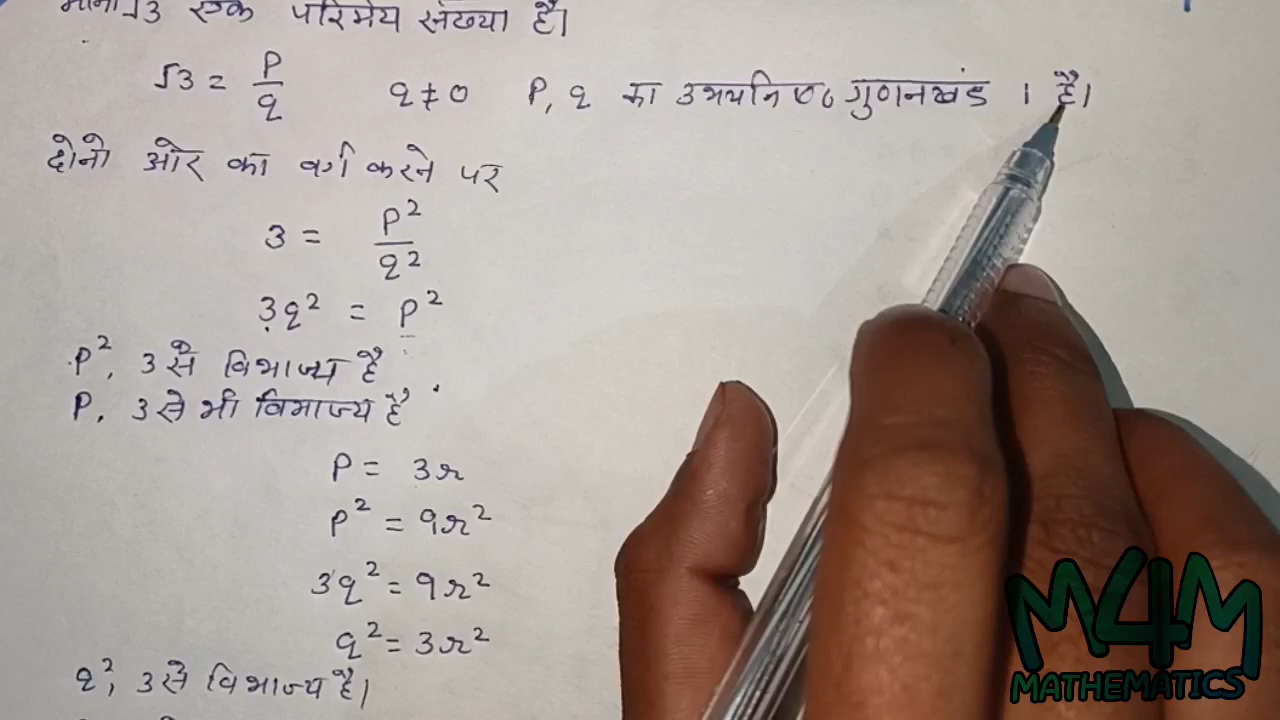 माना √3 एक परिमेय संख्या है।
√3 = P/q q ≠ 0 P, q का उभयनिष्ठ गुणनखंड 1 है।
दोनो ओर का वर्ग करने पर
3 = P²/q²
3q² = P²
P², 3 से विभाज्य है
P, 3 से भी विभाज्य है
P = 3r
P² = 9r²
3q² = 9r²
q² = 3r²
q², 3 से विभाज्य है।
M4M
MATHEMATICS